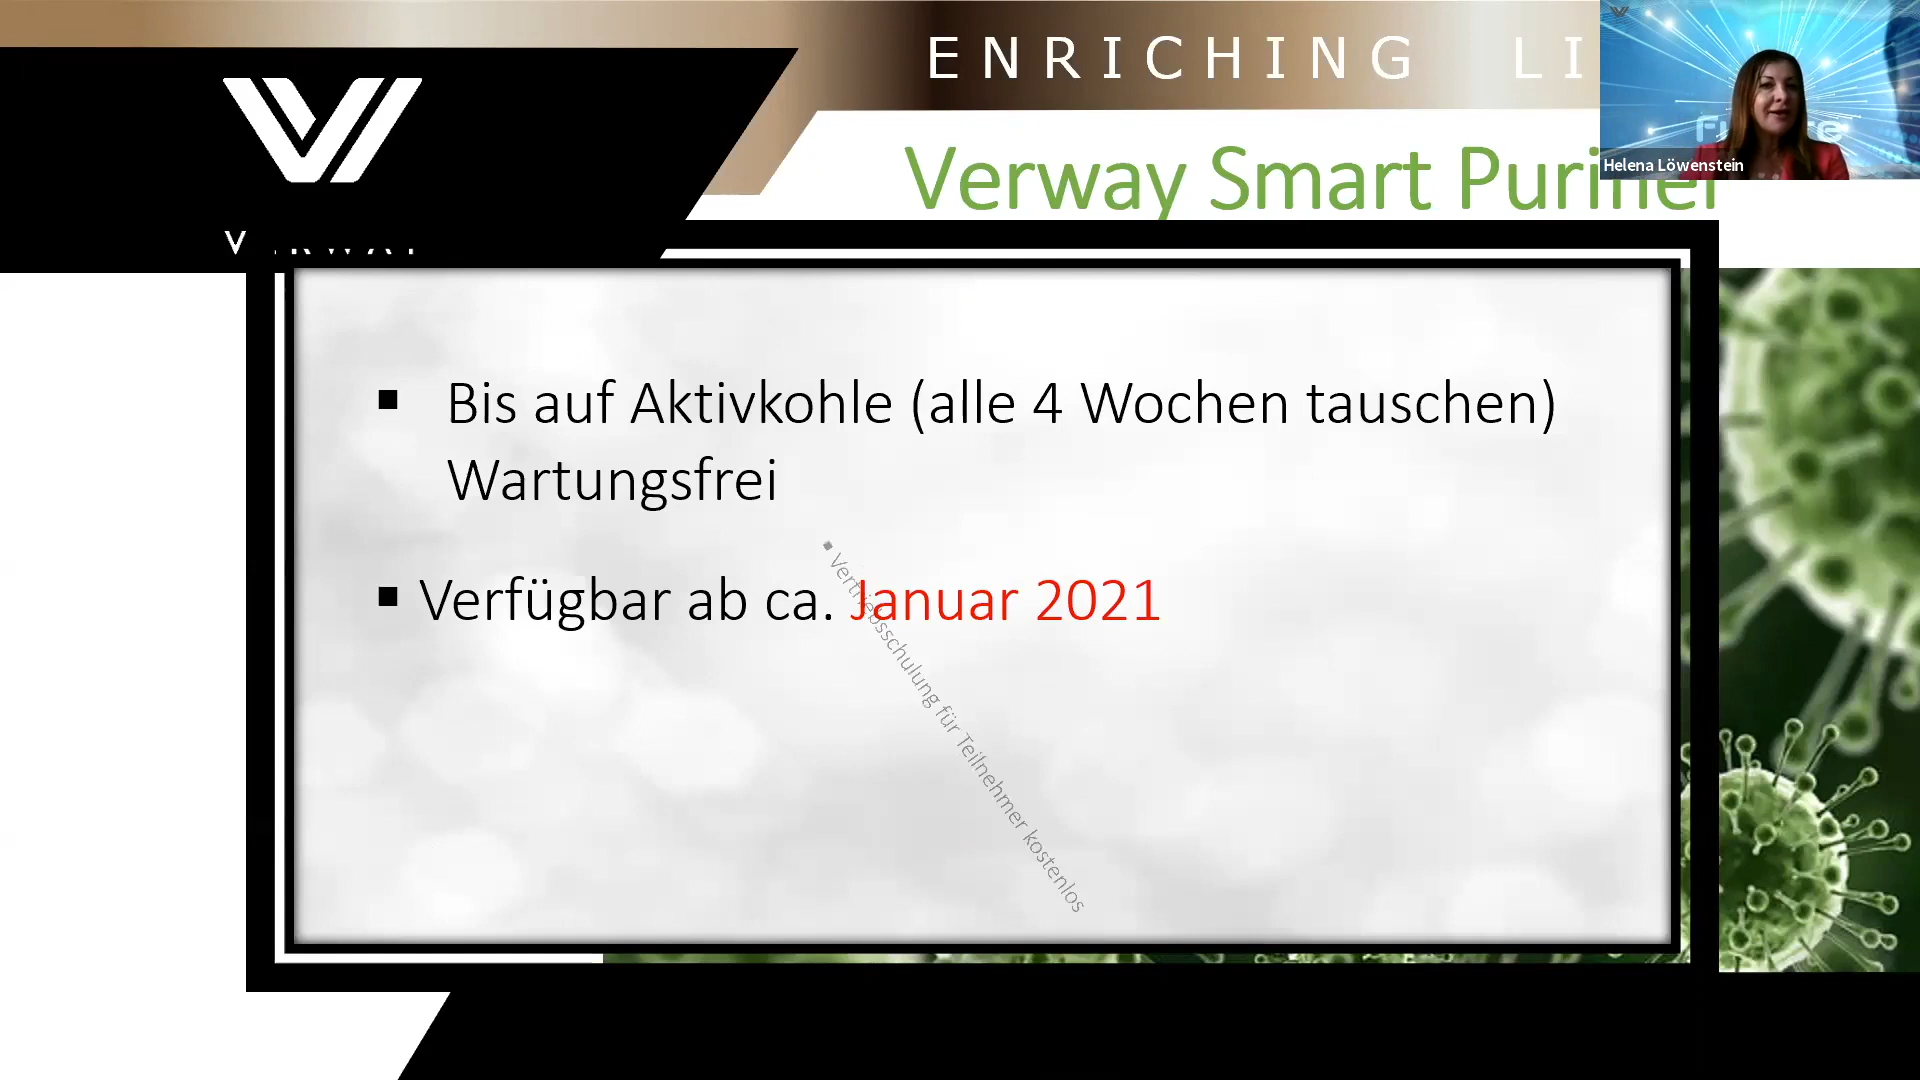 ENRICHING LI
Helena Löwenstein
Verway Smart Purifier
▪ Bis auf Aktivkohle (alle 4 Wochen tauschen)
Wartungsfrei
▪ Verfügbar ab ca. Januar 2021
▪ Vertriebsschulung für Teilnehmer kostenlos